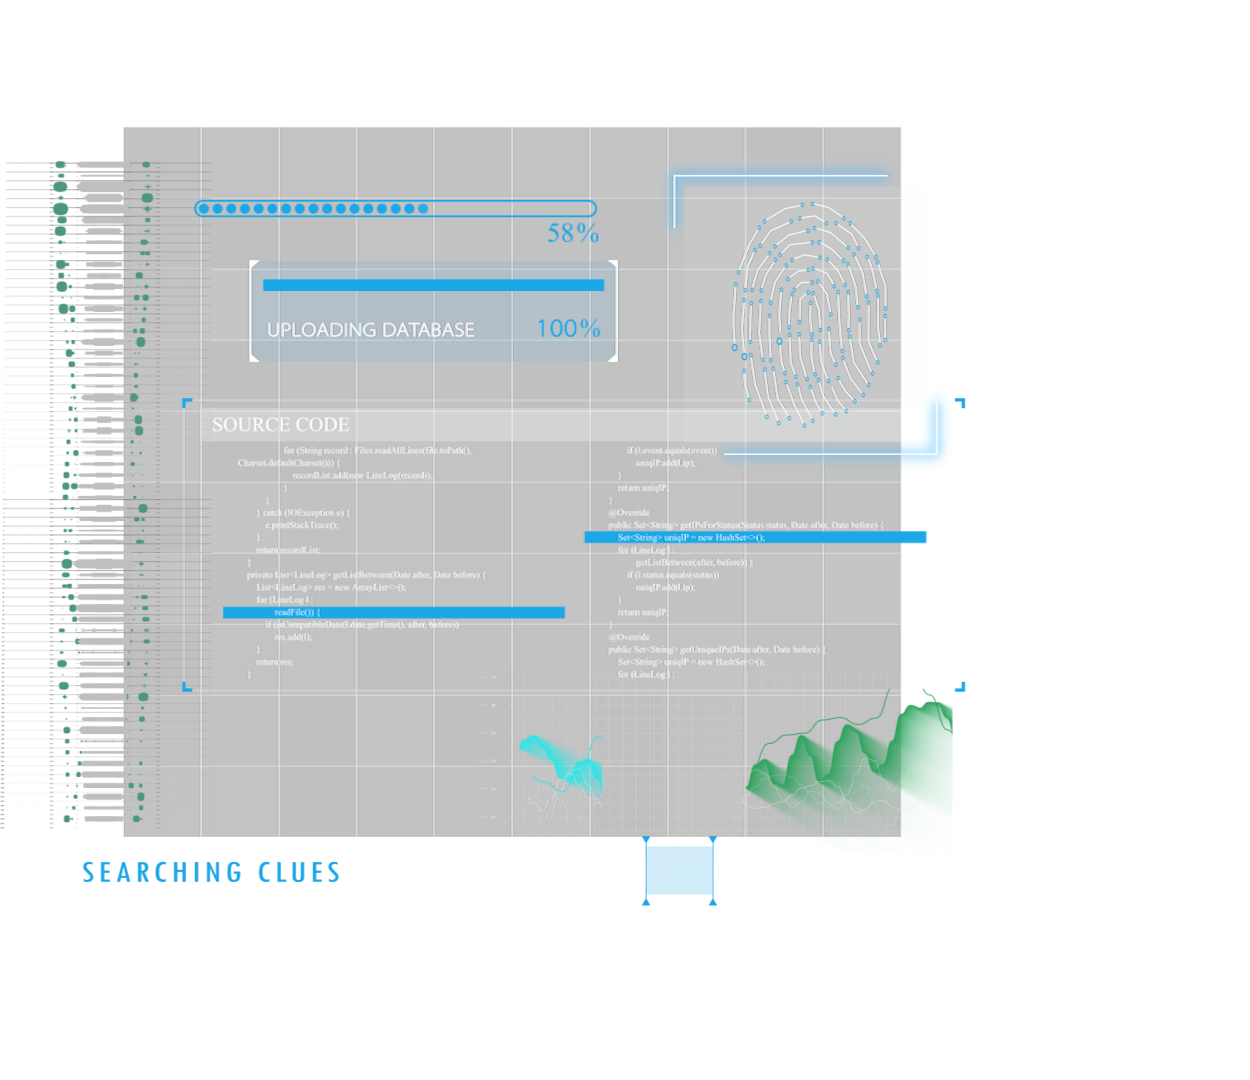 58%
UPLOADING DATABASE 100%
SOURCE CODE
for (String record : Files.readAllLines(file.toPath(),
Charset.defaultCharset())) {
recordList.add(new LineLog(record));
}
}
} catch (IOException e) {
e.printStackTrace();
}
return recordList;
}
private List<LineLog> getListBetween(Date after, Date before) {
List<LineLog> res = new ArrayList<>();
for (LineLog l :
readFile()) {
if (isCompatibleDate(l.date.getTime(), after, before))
res.add(l);
}
return res;
}
if (l.event.equals(event))
uniqIP.add(l.ip);
}
return uniqIP;
}
@Override
public Set<String> getIPsForStatus(Status status, Date after, Date before) {
Set<String> uniqIP = new HashSet<>();
for (LineLog l :
getListBetween(after, before)) {
if (l.status.equals(status))
uniqIP.add(l.ip);
}
return uniqIP;
}
@Override
public Set<String> getUniqueIPs(Date after, Date before) {
Set<String> uniqIP = new HashSet<>();
for (LineLog l :
SEARCHING CLUES